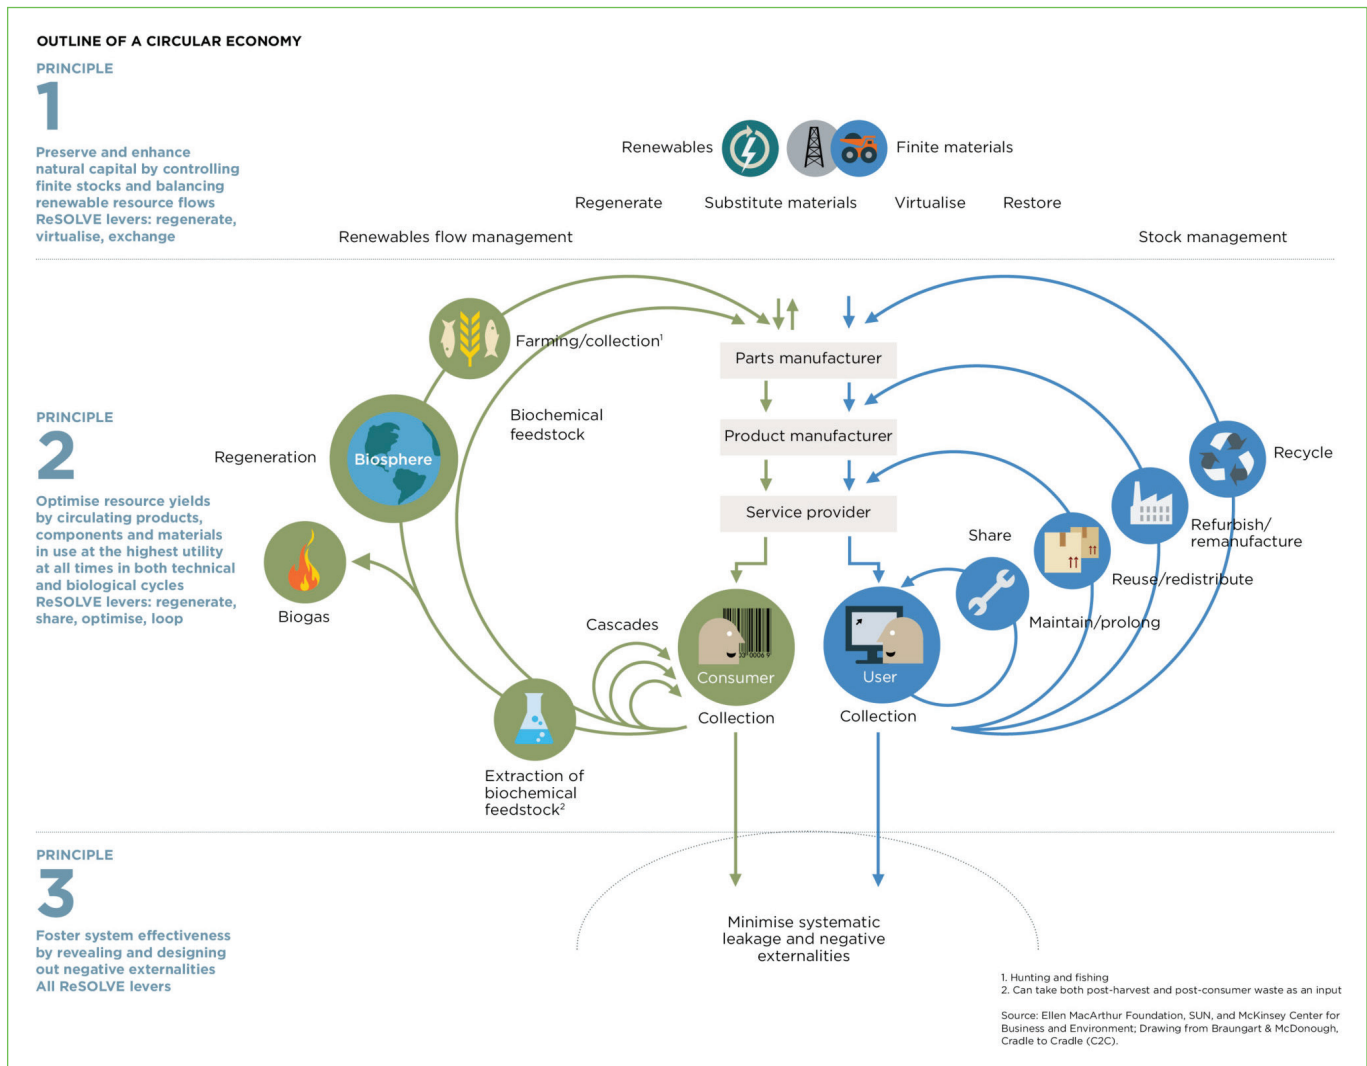 OUTLINE OF A CIRCULAR ECONOMY
PRINCIPLE
1
Preserve and enhance
natural capital by controlling
finite stocks and balancing
renewable resource flows
ReSOLVE levers: regenerate,
virtualise, exchange
Renewables
Finite materials
Regenerate
Substitute materials
Virtualise
Restore
Renewables flow management
Stock management
PRINCIPLE
2
Optimise resource yields
by circulating products,
components and materials
in use at the highest utility
at all times in both technical
and biological cycles
ReSOLVE levers: regenerate,
share, optimise, loop
Farming/collection¹
Biochemical
feedstock
Regeneration
Biosphere
Biogas
Cascades
Extraction of
biochemical
feedstock²
Parts manufacturer
Product manufacturer
Service provider
33 0006 9
Consumer
Collection
User
Collection
Share
Maintain/prolong
Reuse/redistribute
Refurbish/
remanufacture
Recycle
PRINCIPLE
3
Foster system effectiveness
by revealing and designing
out negative externalities
All ReSOLVE levers
Minimise systematic
leakage and negative
externalities
1. Hunting and fishing
2. Can take both post-harvest and post-consumer waste as an input
Source: Ellen MacArthur Foundation, SUN, and McKinsey Center for
Business and Environment; Drawing from Braungart & McDonough,
Cradle to Cradle (C2C).